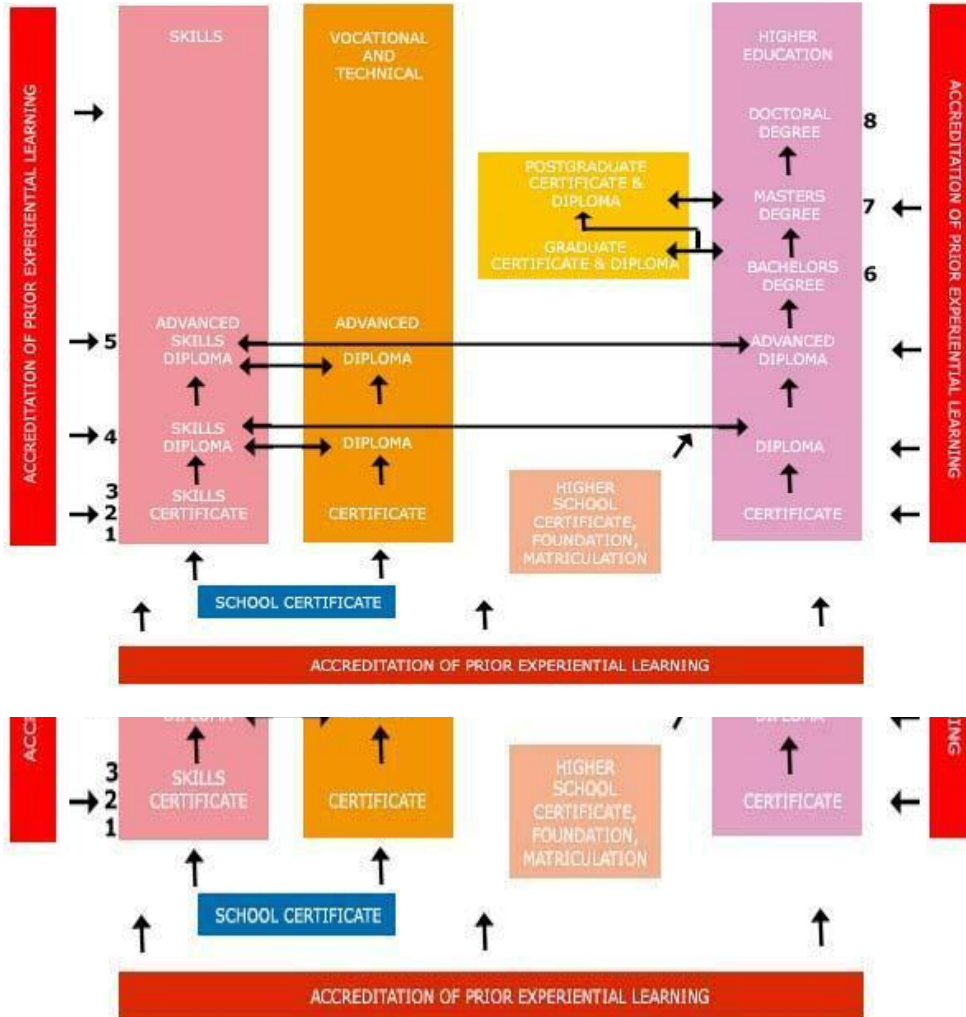 SKILLS
VOCATIONAL
AND
TECHNICAL
HIGHER
EDUCATION
ACCREDITATION OF PRIOR EXPERIENTIAL LEARNING
ACCREDITATION OF PRIOR EXPERIENTIAL LEARNING
DOCTORAL
DEGREE
8
POSTGRADUATE
CERTIFICATE &
DIPLOMA
MASTERS
DEGREE
7
GRADUATE
CERTIFICATE & DIPLOMA
BACHELORS
DEGREE
6
5
ADVANCED
SKILLS
DIPLOMA
ADVANCED
DIPLOMA
ADVANCED
DIPLOMA
4
SKILLS
DIPLOMA
DIPLOMA
DIPLOMA
3
2
1
SKILLS
CERTIFICATE
CERTIFICATE
HIGHER
SCHOOL
CERTIFICATE,
FOUNDATION,
MATRICULATION
CERTIFICATE
SCHOOL CERTIFICATE
ACCREDITATION OF PRIOR EXPERIENTIAL LEARNING
DIPLOMA
DIPLOMA
3
2
1
SKILLS
CERTIFICATE
CERTIFICATE
HIGHER
SCHOOL
CERTIFICATE,
FOUNDATION,
MATRICULATION
CERTIFICATE
SCHOOL CERTIFICATE
ACCREDITATION OF PRIOR EXPERIENTIAL LEARNING